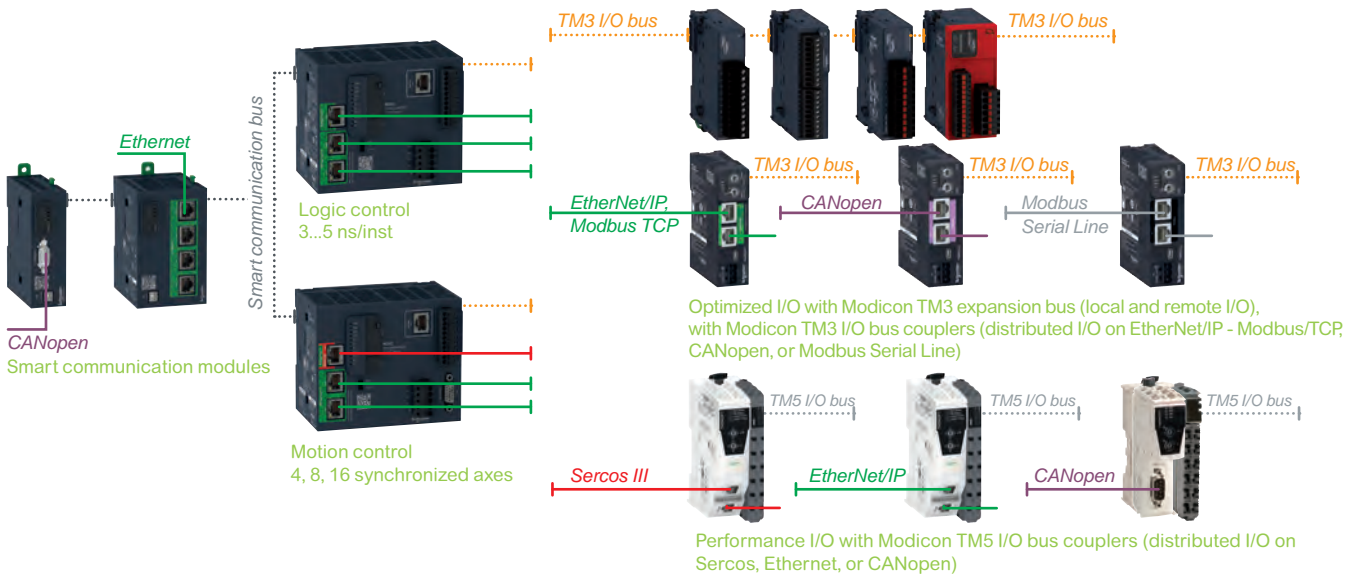 TM3 I/O bus
TM3 I/O bus
Ethernet
Smart communication bus
Logic control
3...5 ns/inst
CANopen
Smart communication modules
Motion control
4, 8, 16 synchronized axes
TM3 I/O bus
TM3 I/O bus
TM3 I/O bus
EtherNet/IP,
Modbus TCP
CANopen
Modbus
Serial Line
Optimized I/O with Modicon TM3 expansion bus (local and remote I/O),
with Modicon TM3 I/O bus couplers (distributed I/O on EtherNet/IP - Modbus/TCP,
CANopen, or Modbus Serial Line)
TM5 I/O bus
TM5 I/O bus
TM5 I/O bus
Sercos III
EtherNet/IP
CANopen
Performance I/O with Modicon TM5 I/O bus couplers (distributed I/O on
Sercos, Ethernet, or CANopen)